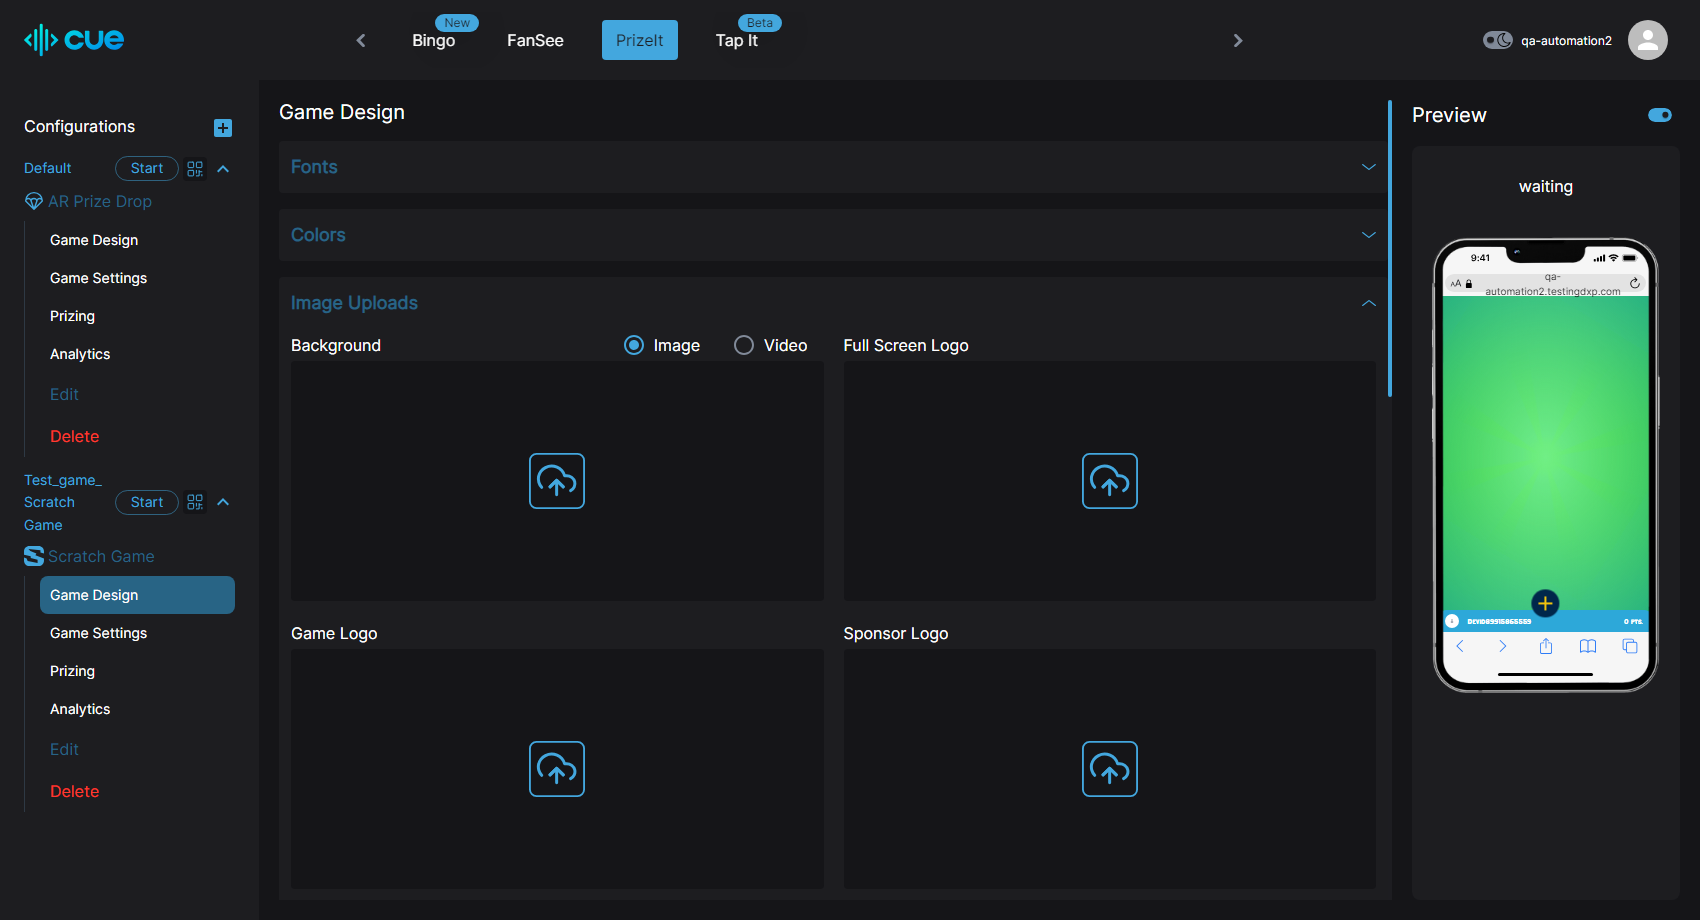 cue
New
Bingo
FanSee
PrizeIt
Beta
Tap It
qa-automation2
Configurations
Default
Start
AR Prize Drop
Game Design
Game Settings
Prizing
Analytics
Edit
Delete
Test_game_
Scratch
Game
Start
Scratch Game
Game Design
Game Settings
Prizing
Analytics
Edit
Delete
Game Design
Fonts
Colors
Image Uploads
Background
Image
Video
Full Screen Logo
Game Logo
Sponsor Logo
Preview
waiting
9:41
AA
qa-
automation2.testingdxp.com
0 PTS.